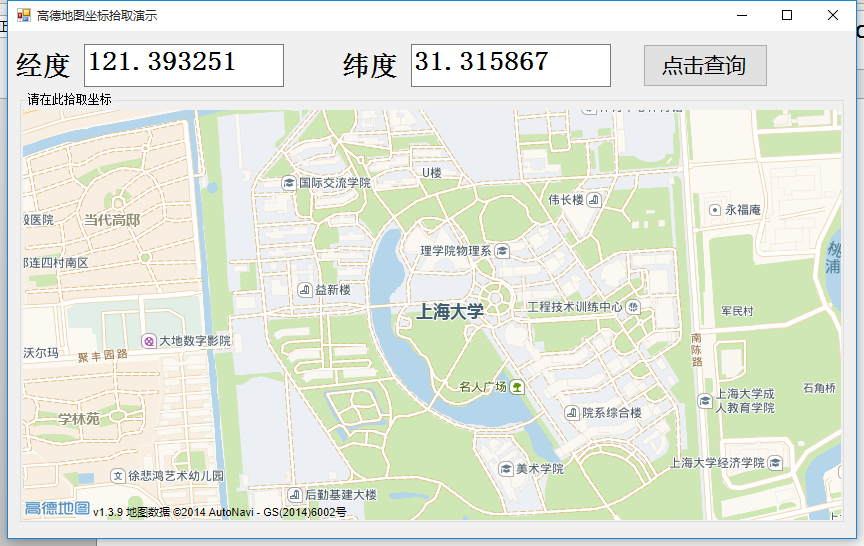 高德地图坐标拾取演示
经度 121.393251 纬度 31.315867 点击查询
请在此拾取坐标
国际交流学院
U楼
伟长楼
永福庵
当代高邸
医院
理学院物理系
桃浦
连四村南区
益新楼
上海大学
工程技术训练中心
军民村
大地数字影院
沃尔玛
聚丰园路
南陈路
名人广场
石角桥
上海大学成
人教育学院
学林苑
院系综合楼
美术学院
上海大学经济学院
徐悲鸿艺术幼儿园
后勤基建大楼
高德地图 v1.3.9 地图数据 ©2014 AutoNavi - GS(2014)6002号